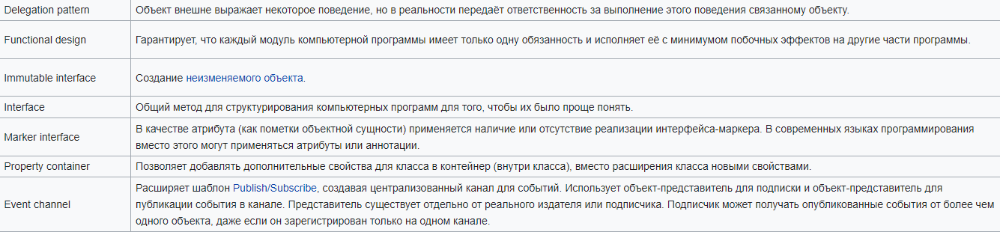 Delegation pattern Объект внешне выражает некоторое поведение, но в реальности передаёт ответственность за выполнение этого поведения связанному объекту.
Functional design Гарантирует, что каждый модуль компьютерной программы имеет только одну обязанность и исполняет её с минимумом побочных эффектов на другие части программы.
Immutable interface Создание неизменяемого объекта.
Interface Общий метод для структурирования компьютерных программ для того, чтобы их было проще понять.
Marker interface В качестве атрибута (как пометки объектной сущности) применяется наличие или отсутствие реализации интерфейса-маркера. В современных языках программирования
вместо этого могут применяться атрибуты или аннотации.
Property container Позволяет добавлять дополнительные свойства для класса в контейнер (внутри класса), вместо расширения класса новыми свойствами.
Event channel Расширяет шаблон Publish/Subscribe, создавая централизованный канал для событий. Использует объект-представитель для подписки и объект-представитель для
публикации события в канале. Представитель существует отдельно от реального издателя или подписчика. Подписчик может получать опубликованные события от более чем
одного объекта, даже если он зарегистрирован только на одном канале.